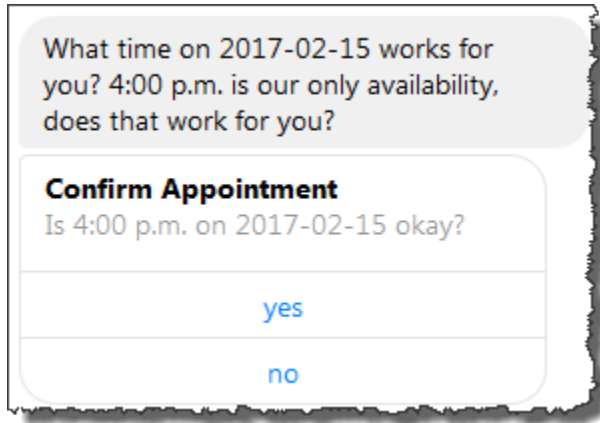 What time on 2017-02-15 works for
you? 4:00 p.m. is our only availability,
does that work for you?
Confirm Appointment
Is 4:00 p.m. on 2017-02-15 okay?
yes
no